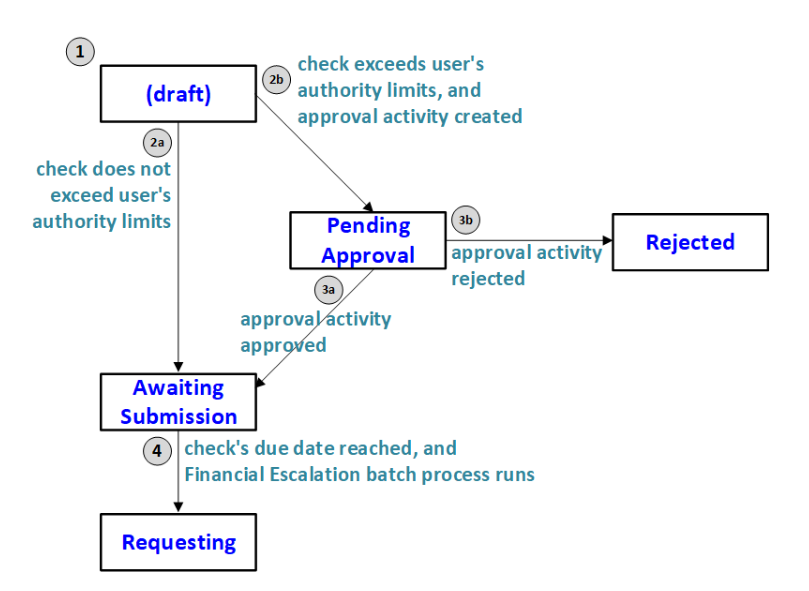 1
(draft)
2b
check exceeds user's
authority limits, and
approval activity created
2a
check does not
exceed user's
authority limits
Pending
Approval
3b
approval activity
rejected
Rejected
3a
approval activity
approved
Awaiting
Submission
4
check's due date reached, and
Financial Escalation batch process runs
Requesting